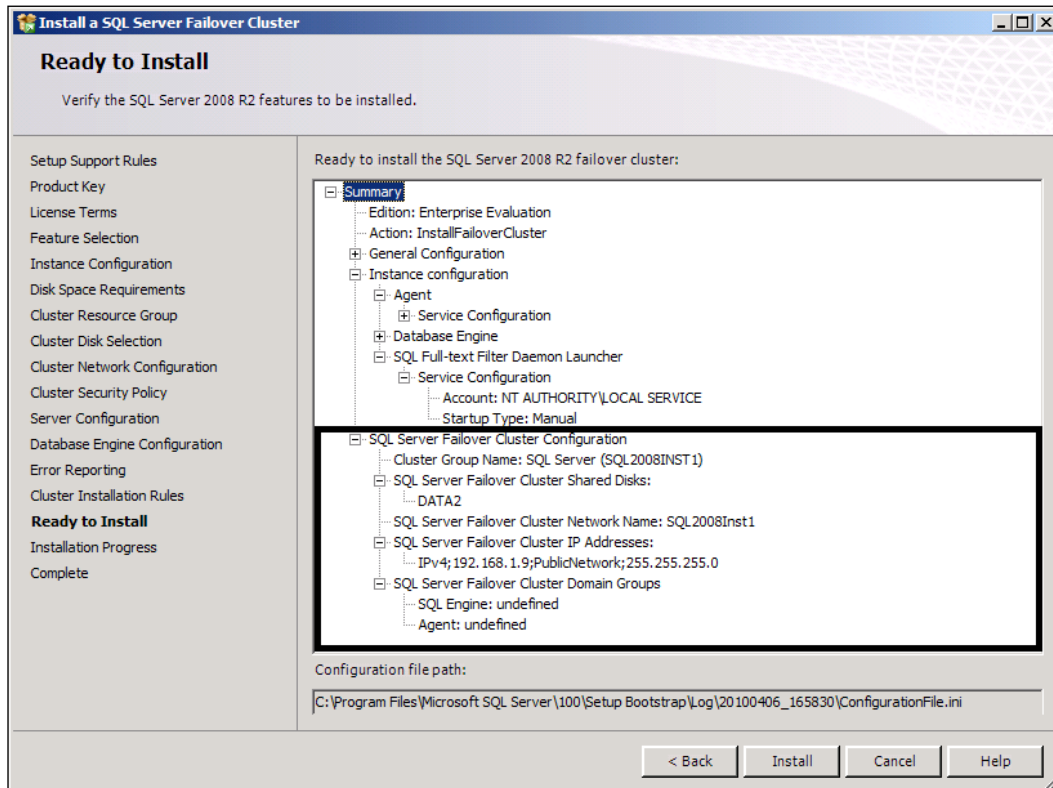 Install a SQL Server Failover Cluster
Ready to Install
Verify the SQL Server 2008 R2 features to be installed.
Setup Support Rules
Product Key
License Terms
Feature Selection
Instance Configuration
Disk Space Requirements
Cluster Resource Group
Cluster Disk Selection
Cluster Network Configuration
Cluster Security Policy
Server Configuration
Database Engine Configuration
Error Reporting
Cluster Installation Rules
Ready to Install
Installation Progress
Complete
Ready to install the SQL Server 2008 R2 failover cluster:
Summary
Edition: Enterprise Evaluation
Action: InstallFailoverCluster
General Configuration
Instance configuration
Agent
Service Configuration
Database Engine
SQL Full-text Filter Daemon Launcher
Service Configuration
Account: NT AUTHORITY\LOCAL SERVICE
Startup Type: Manual
SQL Server Failover Cluster Configuration
Cluster Group Name: SQL Server (SQL2008INST1)
SQL Server Failover Cluster Shared Disks:
DATA2
SQL Server Failover Cluster Network Name: SQL2008Inst1
SQL Server Failover Cluster IP Addresses:
IPv4;192.168.1.9;PublicNetwork;255.255.255.0
SQL Server Failover Cluster Domain Groups
SQL Engine: undefined
Agent: undefined
Configuration file path:
C:\Program Files\Microsoft SQL Server\100\Setup Bootstrap\Log\20100406_165830\ConfigurationFile.ini
< Back
Install
Cancel
Help